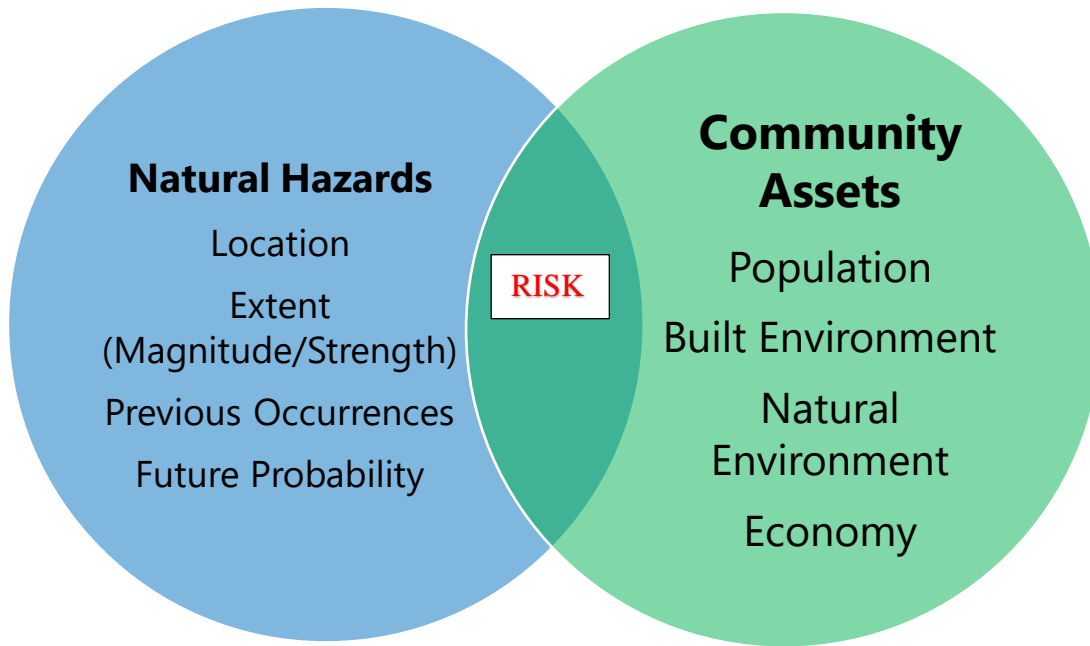 Natural Hazards
Location
Extent
(Magnitude/Strength)
Previous Occurrences
Future Probability
RISK
Community
Assets
Population
Built Environment
Natural
Environment
Economy